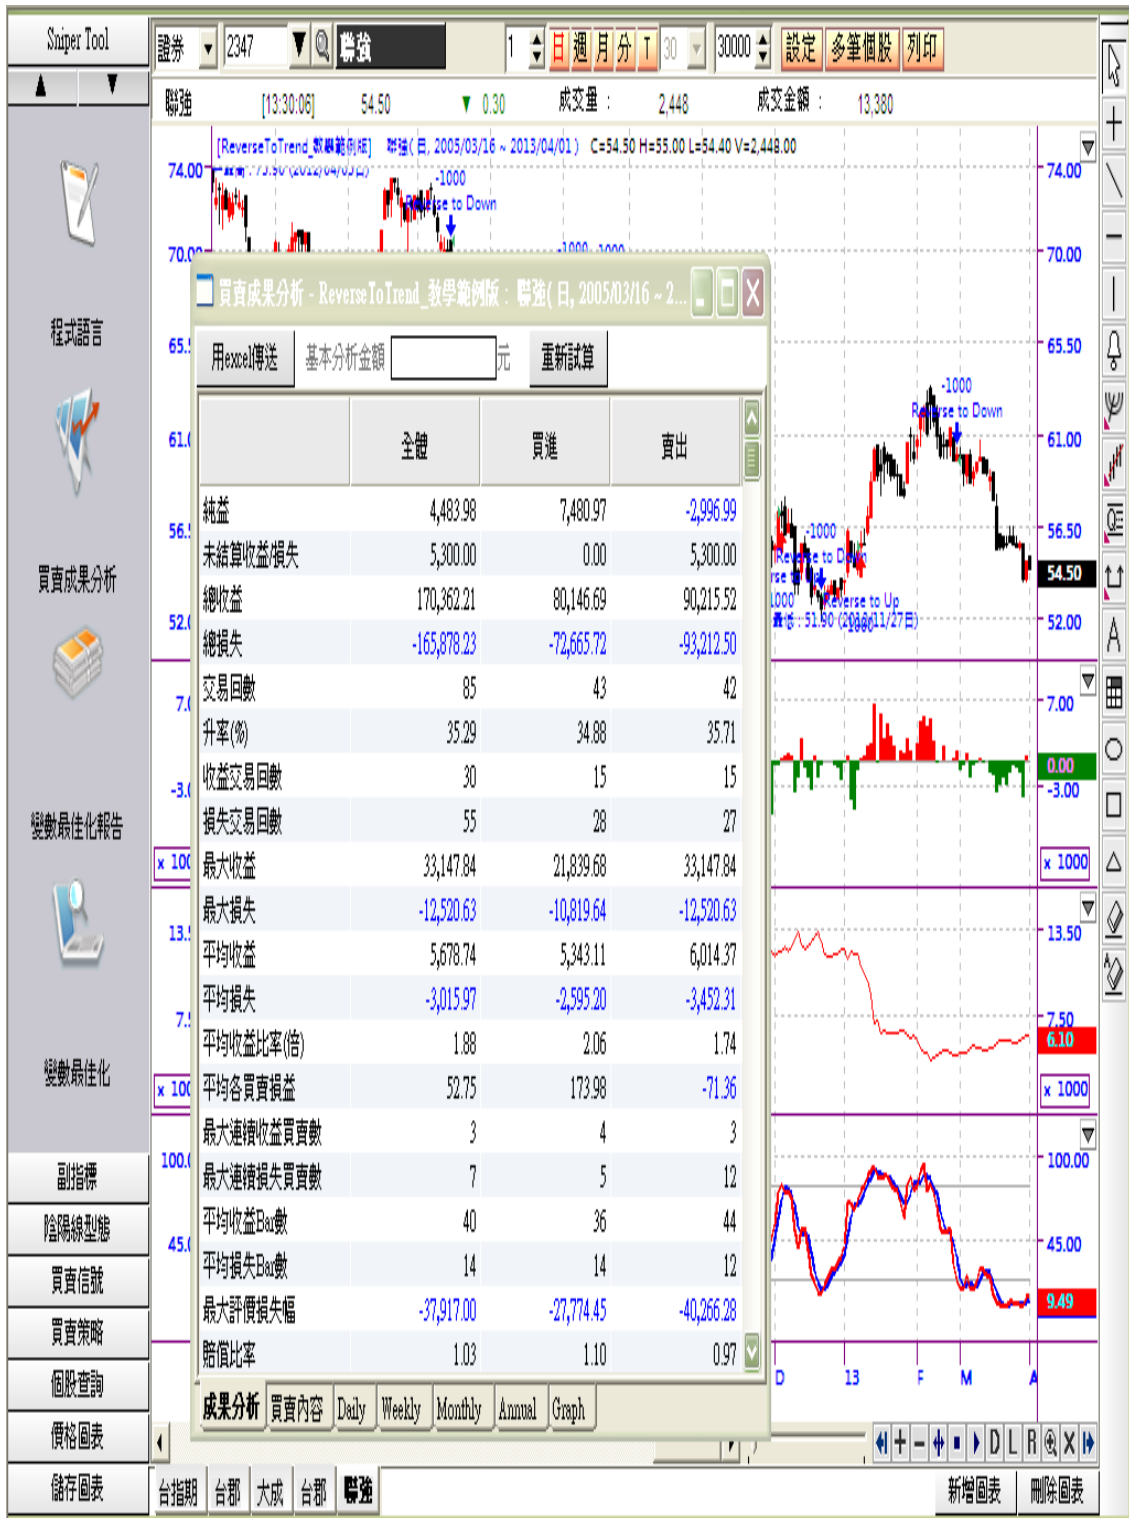 Sniper Tool
證券 2347 聯強 1 日 週 月 分 T 30 30000 設定 多筆個股 列印
聯強 [13:30:06] 54.50 ▼ 0.30 成交量 : 2,448 成交金額 : 13,380
[ReverseToTrend_教學範例版] 聯強( 日, 2005/03/16 ~ 2013/04/01 ) C=54.50 H=55.00 L=54.40 V=2,448.00
74.00
-1000
Reverse to Down
74.00
70.00
70.00
買賣成果分析 - ReverseToTrend_教學範例版 : 聯強( 日, 2005/03/16 ~ 2...
用excel傳送 基本分析金額 元 重新試算
全體 買進 賣出
純益 4,483.98 7,480.97 -2,996.99
未結算收益/損失 5,300.00 0.00 5,300.00
總收益 170,362.21 80,146.69 90,215.52
總損失 -165,878.23 -72,665.72 -93,212.50
交易回數 85 43 42
升率(%) 35.29 34.88 35.71
收益交易回數 30 15 15
損失交易回數 55 28 27
最大收益 33,147.84 21,839.68 33,147.84
最大損失 -12,520.63 -10,819.64 -12,520.63
平均收益 5,678.74 5,343.11 6,014.37
平均損失 -3,015.97 -2,595.20 -3,452.31
平均收益比率(倍) 1.88 2.06 1.74
平均各買賣損益 52.75 173.98 -71.36
最大連續收益買賣數 3 4 3
最大連續損失買賣數 7 5 12
平均收益Bar數 40 36 44
平均損失Bar數 14 14 12
最大評價損失幅 -37,917.00 -27,774.45 -40,266.28
賠償比率 1.03 1.10 0.97
成果分析 買賣內容 Daily Weekly Monthly Annual Graph
65.50
-1000
Reverse to Down
61.00
56.50
-1000
54.50
Reverse to Up
51.90 (2012/11/27日)
52.00
7.00
0.00
-3.00
x 1000
13.50
7.50
6.10
x 1000
100.00
45.00
9.49
D 13 F M A
D L R
程式語言
買賣成果分析
變數最佳化報告
變數最佳化
副指標
陰陽線型態
買賣信號
買賣策略
個股查詢
價格圖表
儲存圖表
台指期 台郡 大成 台郡 聯強 新增圖表 刪除圖表